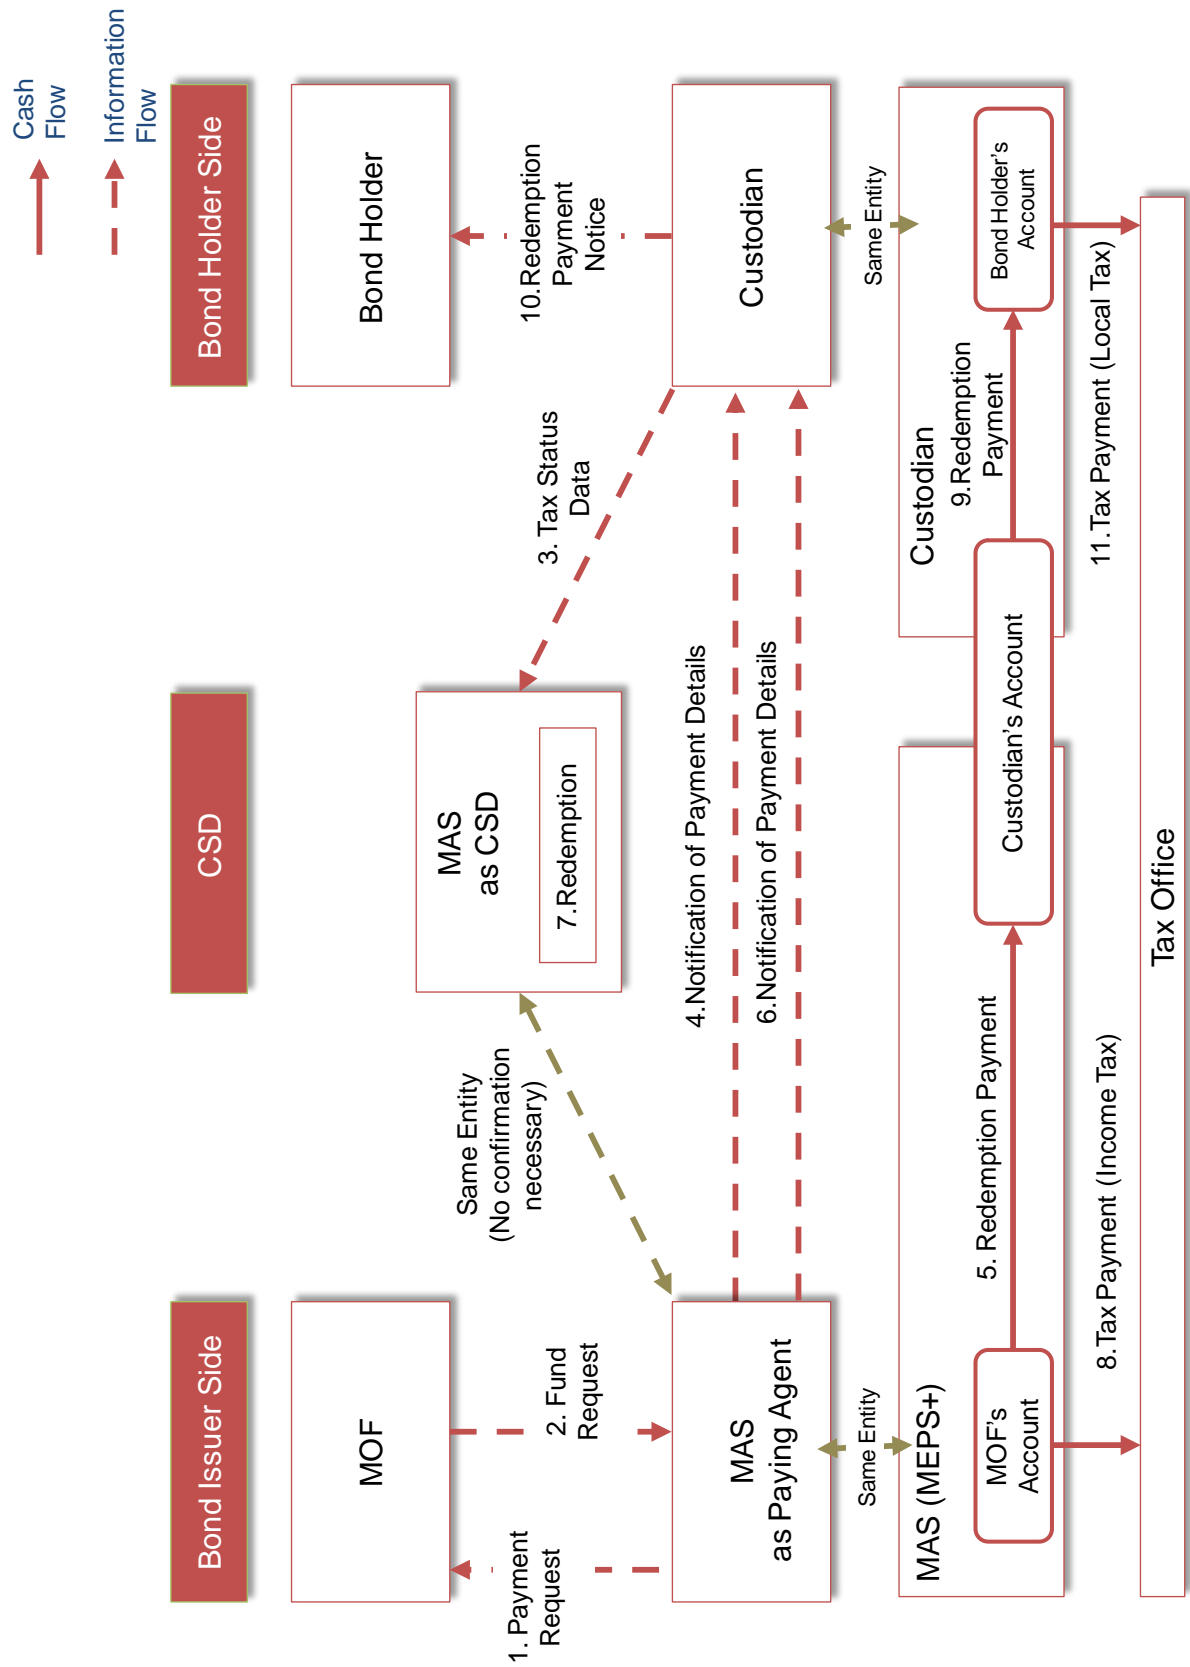 Cash
Flow
Information
Flow
Bond Issuer Side
CSD
Bond Holder Side
MOF
Bond Holder
1. Payment
Request
2. Fund
Request
Same Entity
(No confirmation
necessary)
MAS
as CSD
7.Redemption
3. Tax Status
Data
10.Redemption
Payment
Notice
MAS
as Paying Agent
4.Notification of Payment Details
6.Notification of Payment Details
Custodian
Same Entity
Same Entity
MAS (MEPS+)
MOF's
Account
5. Redemption Payment
Custodian's Account
Custodian
9.Redemption
Payment
Bond Holder's
Account
8.Tax Payment (Income Tax)
11.Tax Payment (Local Tax)
Tax Office